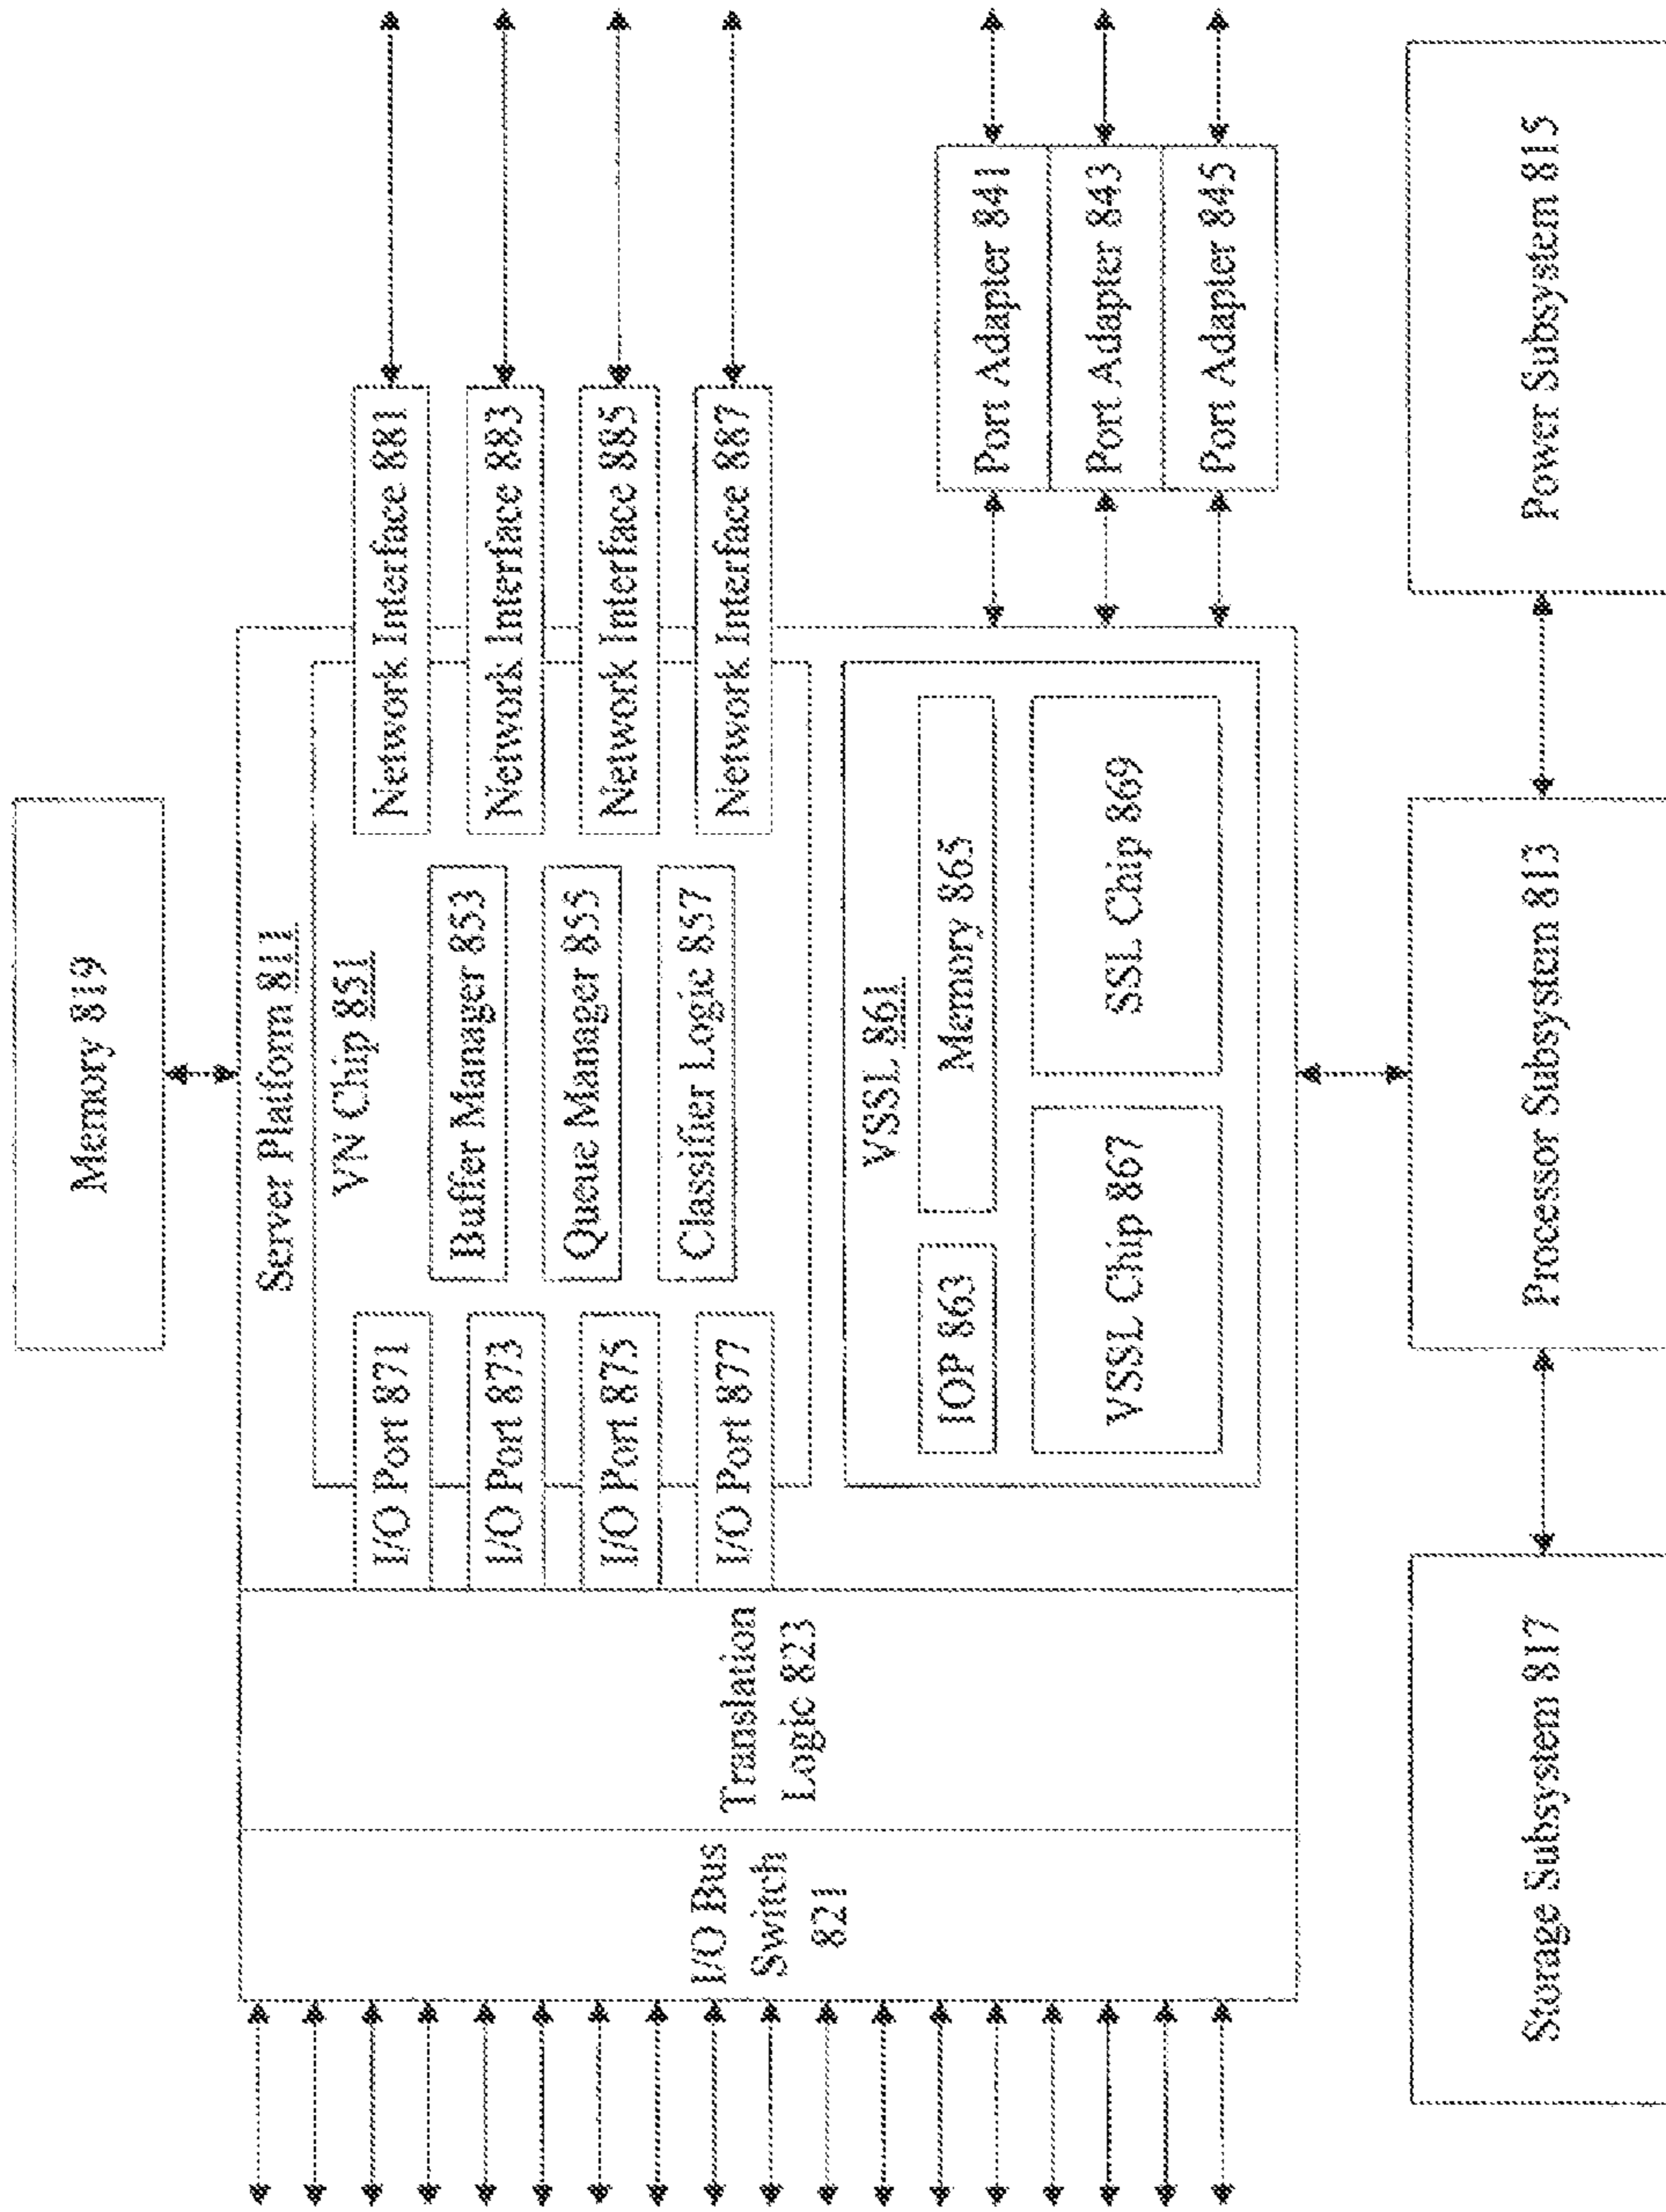 Memory 819
Server Platform 811
VN Chip 851
I/O Port 871
I/O Port 873
I/O Port 875
I/O Port 877
Buffer Manager 853
Queue Manager 855
Classifier Logic 857
Network Interface 881
Network Interface 883
Network Interface 885
Network Interface 887
I/O Bus
Switch
821
Translation
Logic 823
VSSL 861
IOP 863
Memory 865
VSSL Chip 867
SSL Chip 869
Port Adapter 841
Port Adapter 843
Port Adapter 845
Storage Subsystem 817
Processor Subsystem 813
Power Subsystem 815